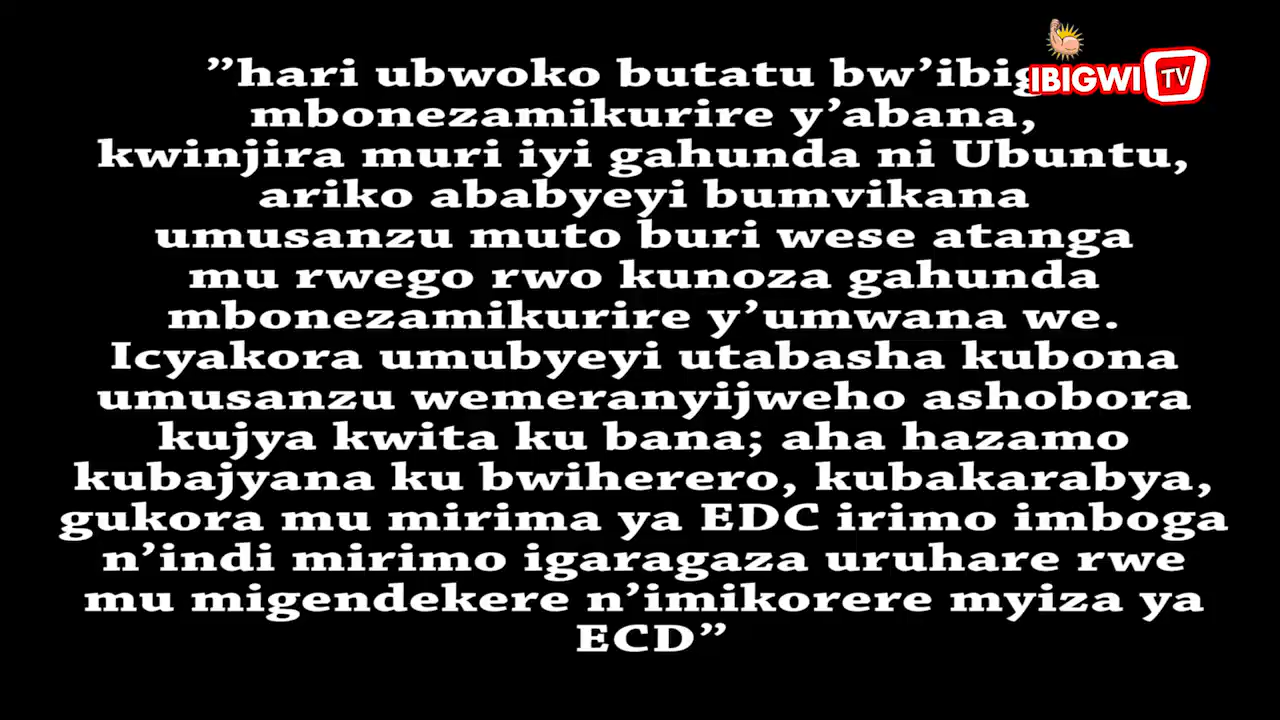 ”hari ubwoko butatu
IBIGWI TV
mbonezamikurire y’abana,
kwinjira muri iyi gahunda ni Ubuntu,
ariko ababyeyi bumvikana
umusanzu muto buri wese atanga
mu rwego rwo kunoza gahunda
mbonezamikurire y’umwana we.
Icyakora umubyeyi utabasha kubona
umusanzu wemeranyijweho ashobora
kujya kwita ku bana; aha hazamo
kubajyana ku bwiherero, kubakarabya,
gukora mu mirima ya EDC irimo imboga
n’indi mirimo igaragaza uruhare rwe
mu migendekere n’imikorere myiza ya
ECD”